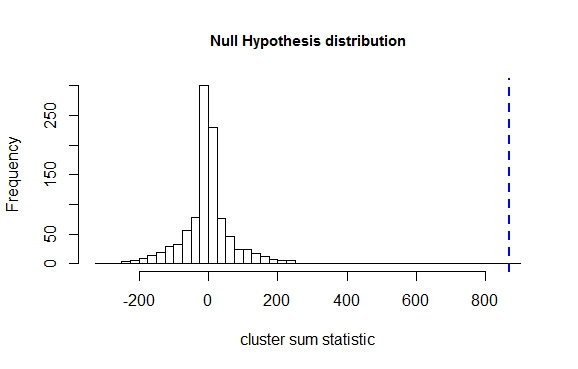 Null Hypothesis distribution
Frequency
250
150
50
0
-200 0 200 400 600 800
cluster sum statistic